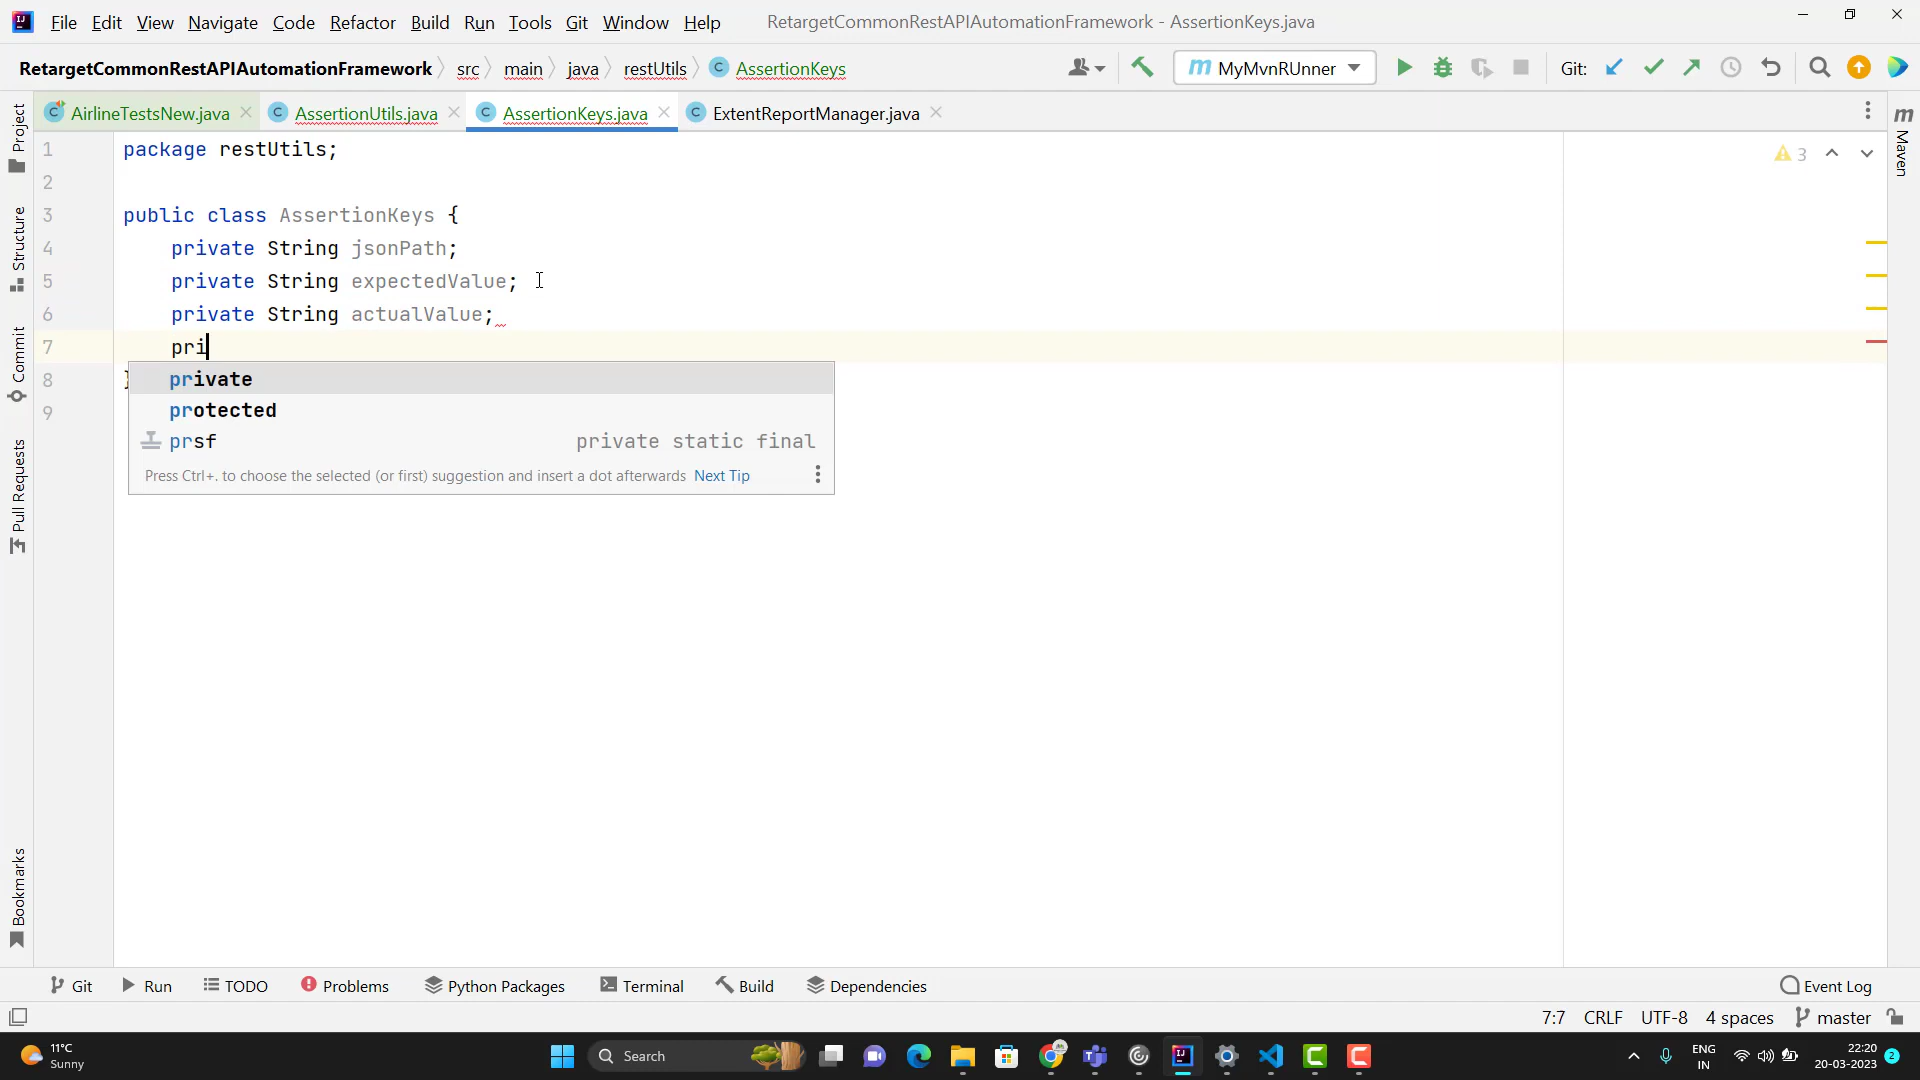 File Edit View Navigate Code Refactor Build Run Tools Git Window Help RetargetCommonRestAPIAutomationFramework - AssertionKeys.java
RetargetCommonRestAPIAutomationFramework src main java restUtils AssertionKeys MyMvnRUnner Git:
AirlineTestsNew.java AssertionUtils.java AssertionKeys.java ExtentReportManager.java
Project
Structure
Commit
Pull Requests
Bookmarks
1 package restUtils;
2
3 public class AssertionKeys {
4 private String jsonPath;
5 private String expectedValue;
6 private String actualValue;
7 pri
8 }
9
private
protected
prsf private static final
Press Ctrl+. to choose the selected (or first) suggestion and insert a dot afterwards Next Tip
3
m
Maven
Git Run TODO Problems Python Packages Terminal Build Dependencies Event Log
7:7 CRLF UTF-8 4 spaces master
11°C
Sunny
Search
ENG
IN
22:20
20-03-2023
2